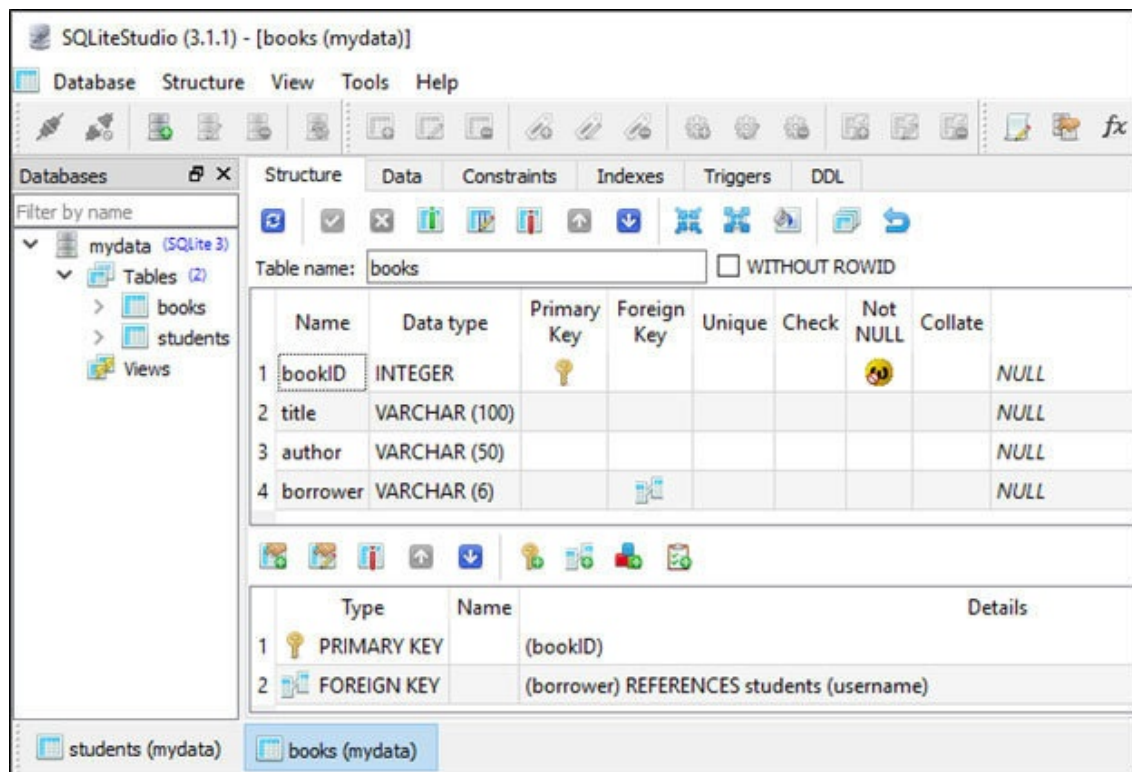 SQLiteStudio (3.1.1) - [books (mydata)]
Database Structure View Tools Help
fx
Databases
Filter by name
mydata (SQLite 3)
Tables (2)
books
students
Views
Structure Data Constraints Indexes Triggers DDL
Table name: books WITHOUT ROWID
Name Data type Primary Key Foreign Key Unique Check Not NULL Collate
1 bookID INTEGER NULL
2 title VARCHAR (100) NULL
3 author VARCHAR (50) NULL
4 borrower VARCHAR (6) NULL
Type Name Details
1 PRIMARY KEY (bookID)
2 FOREIGN KEY (borrower) REFERENCES students (username)
students (mydata) books (mydata)